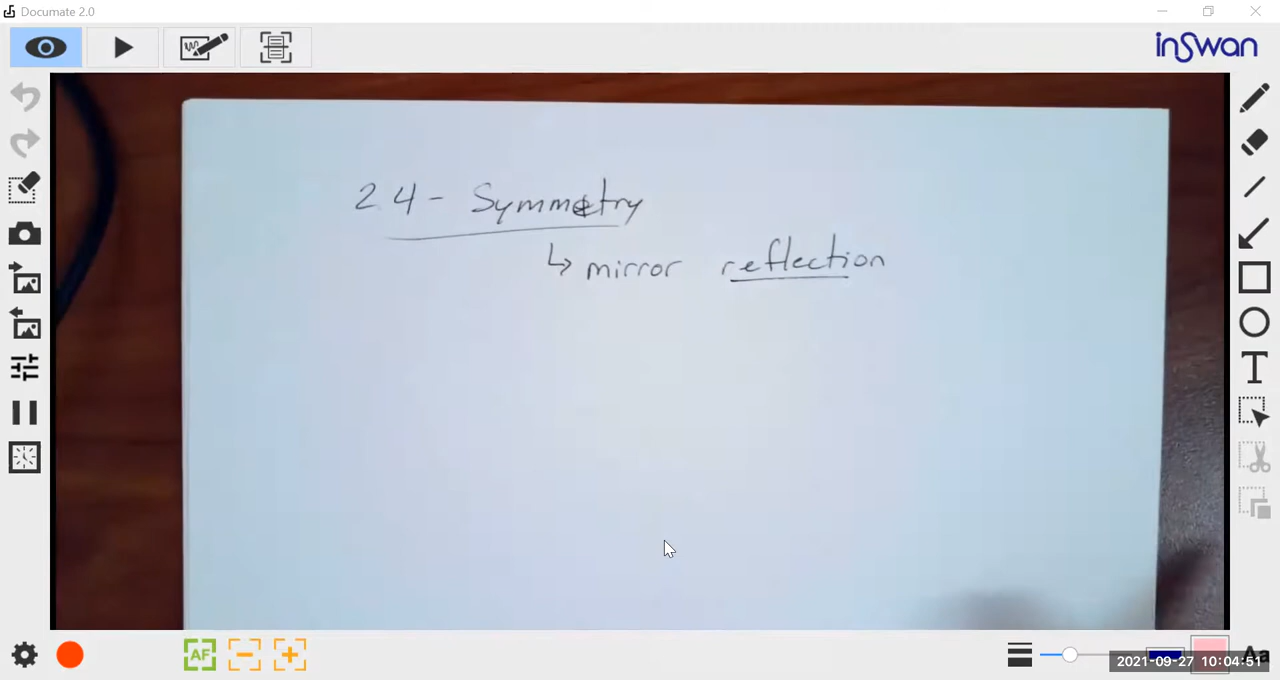 Documate 2.0
inSwan
2.4 - Symmetry
↳ mirror reflection
T
AF
Aa
2021-09-27 10:04:51